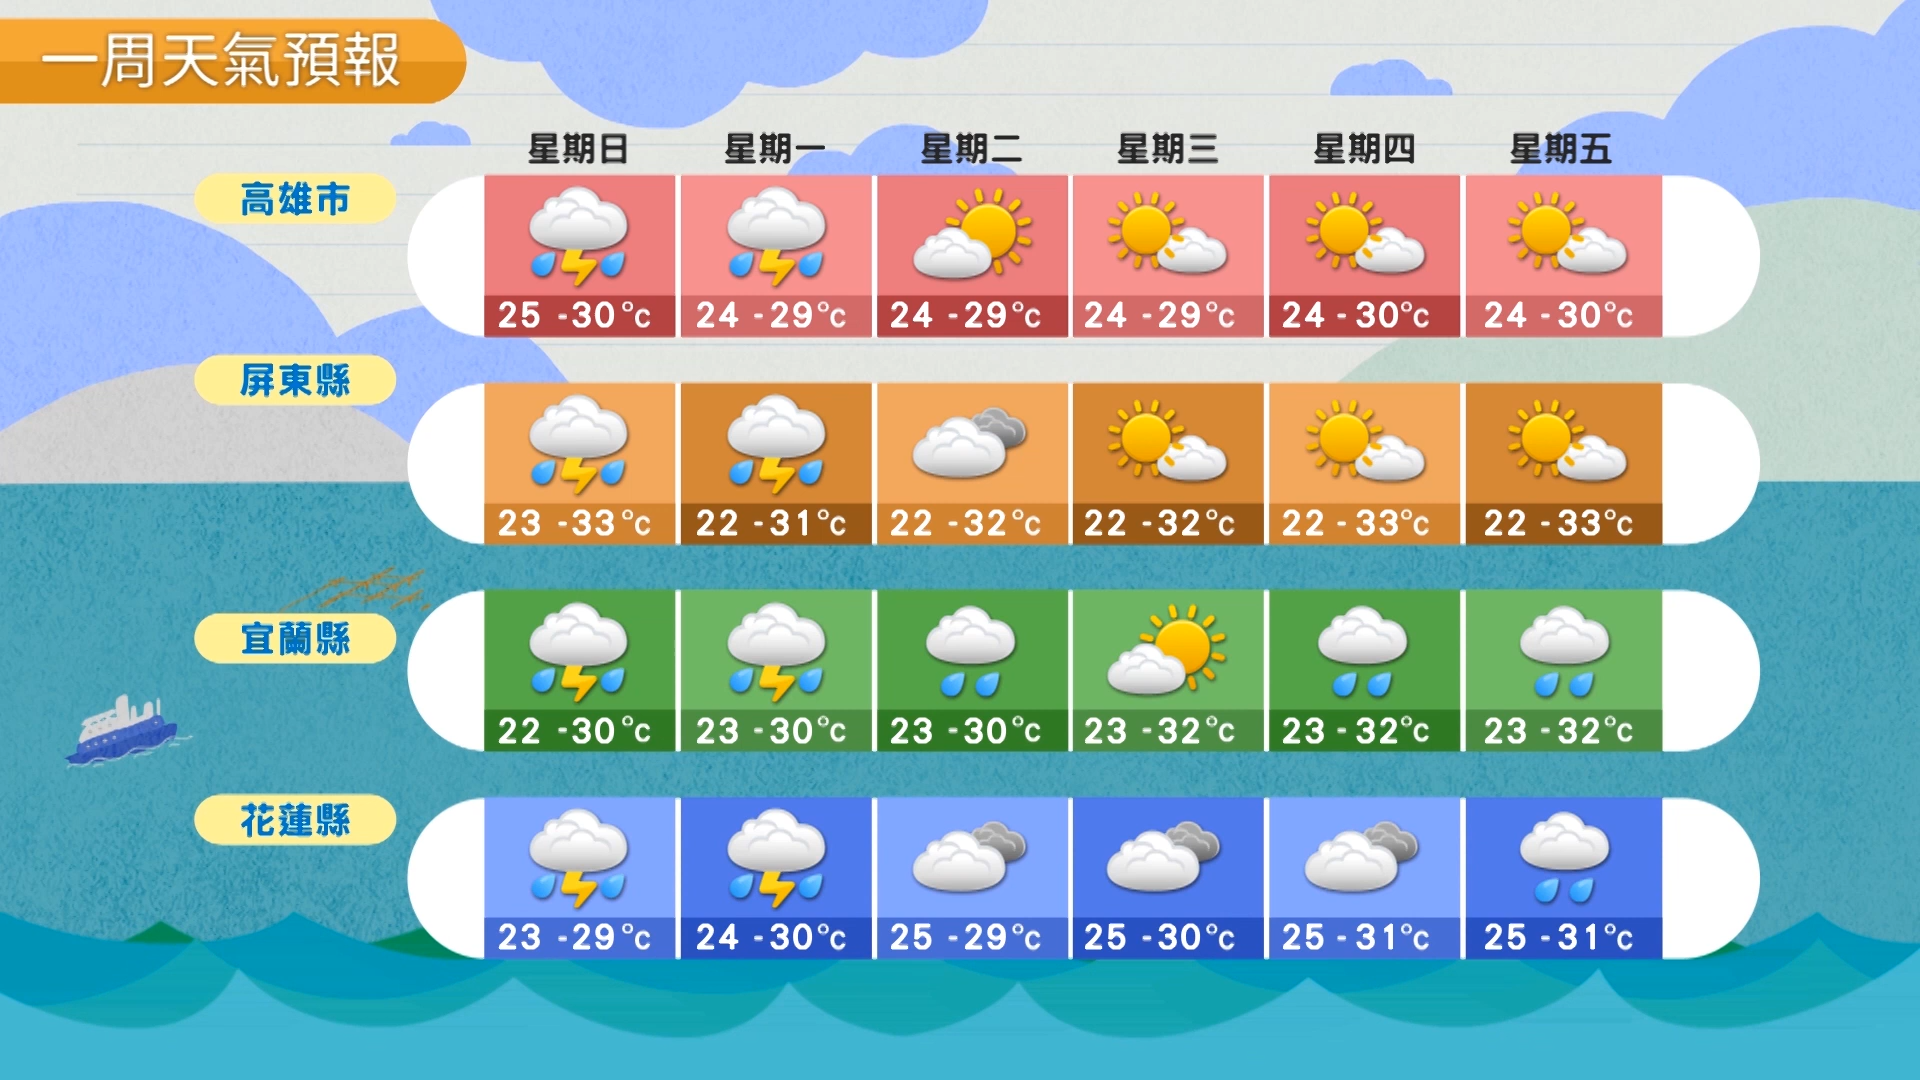 一周天氣預報
星期日 星期一 星期二 星期三 星期四 星期五
高雄市
25 -30°C 24 -29°C 24 -29°C 24 -29°C 24 -30°C 24 -30°C
屏東縣
23 -33°C 22 -31°C 22 -32°C 22 -32°C 22 -33°C 22 -33°C
宜蘭縣
22 -30°C 23 -30°C 23 -30°C 23 -32°C 23 -32°C 23 -32°C
花蓮縣
23 -29°C 24 -30°C 25 -29°C 25 -30°C 25 -31°C 25 -31°C